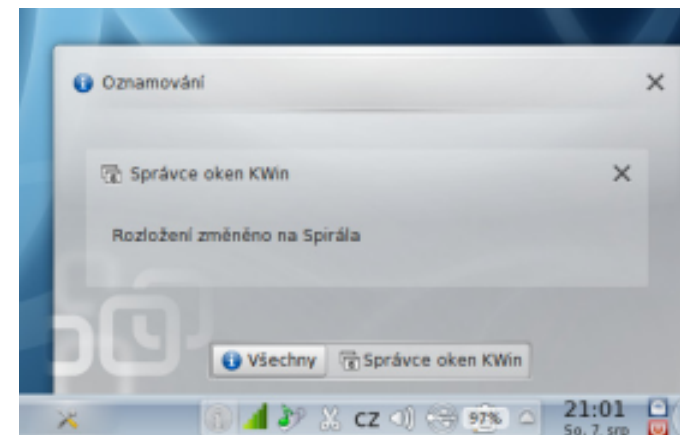 Oznamování
Správce oken KWin
Rozložení změněno na Spirála
Všechny
Správce oken KWin
CZ
97%
21:01
So, 7. srp